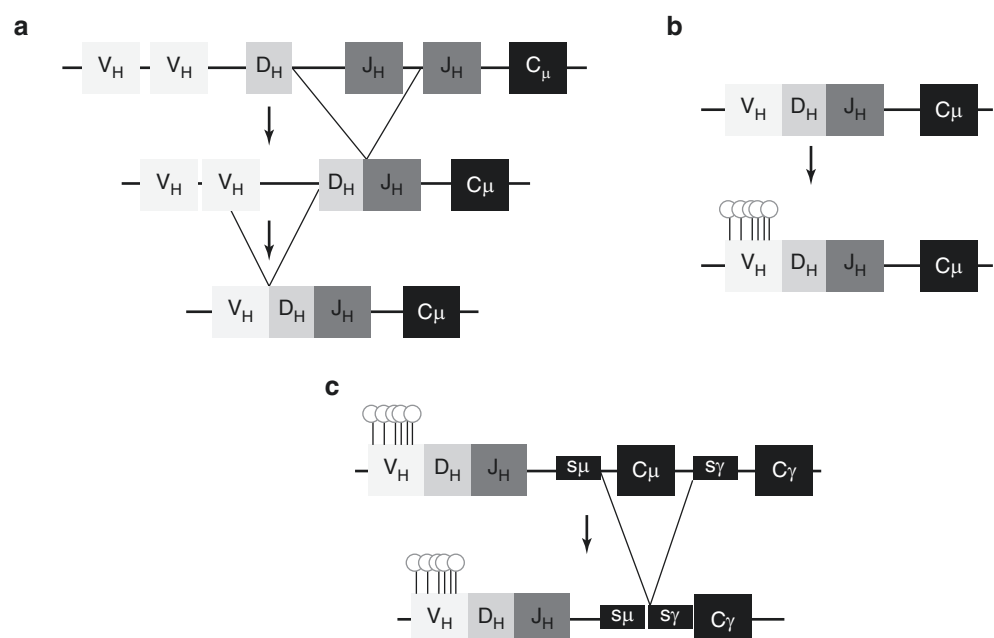 a
V_H V_H D_H J_H J_H C_μ
V_H V_H D_H J_H Cμ
V_H D_H J_H Cμ
b
V_H D_H J_H Cμ
V_H D_H J_H Cμ
c
V_H D_H J_H sμ Cμ sγ Cγ
V_H D_H J_H sμ sγ Cγ